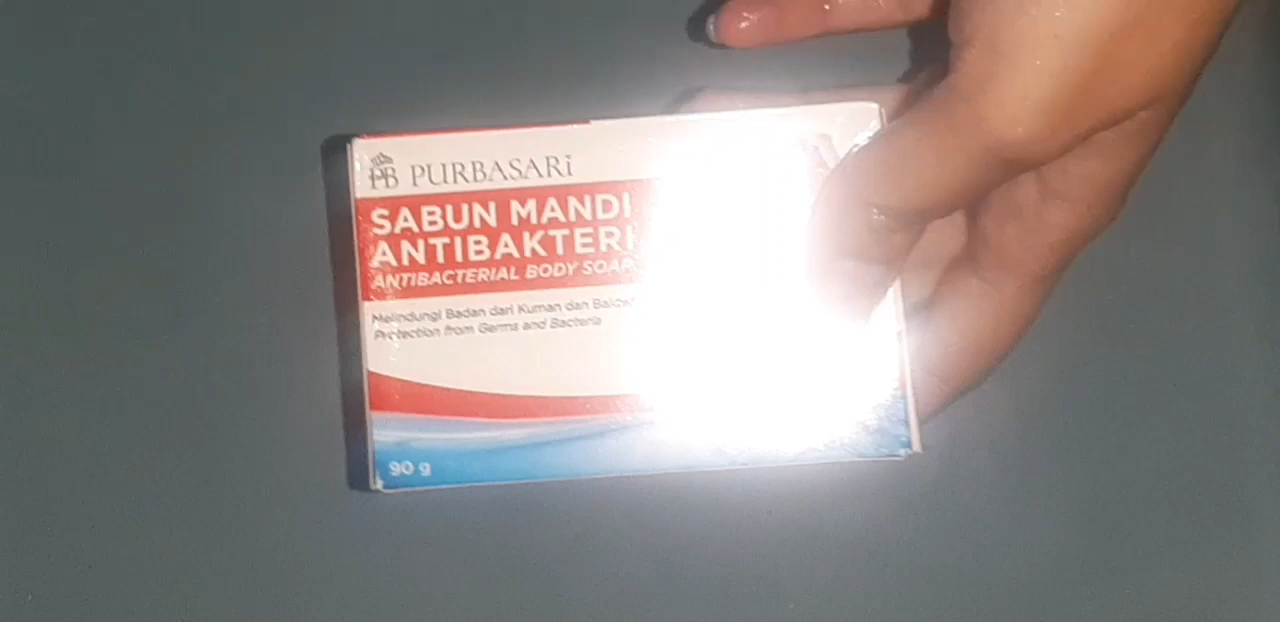 PB PURBASARI
SABUN MANDI
ANTIBAKTERI
ANTIBACTERIAL BODY SOAP
Melindungi Badan dari Kuman dan
Protection from Germs and Bacteria
90 g